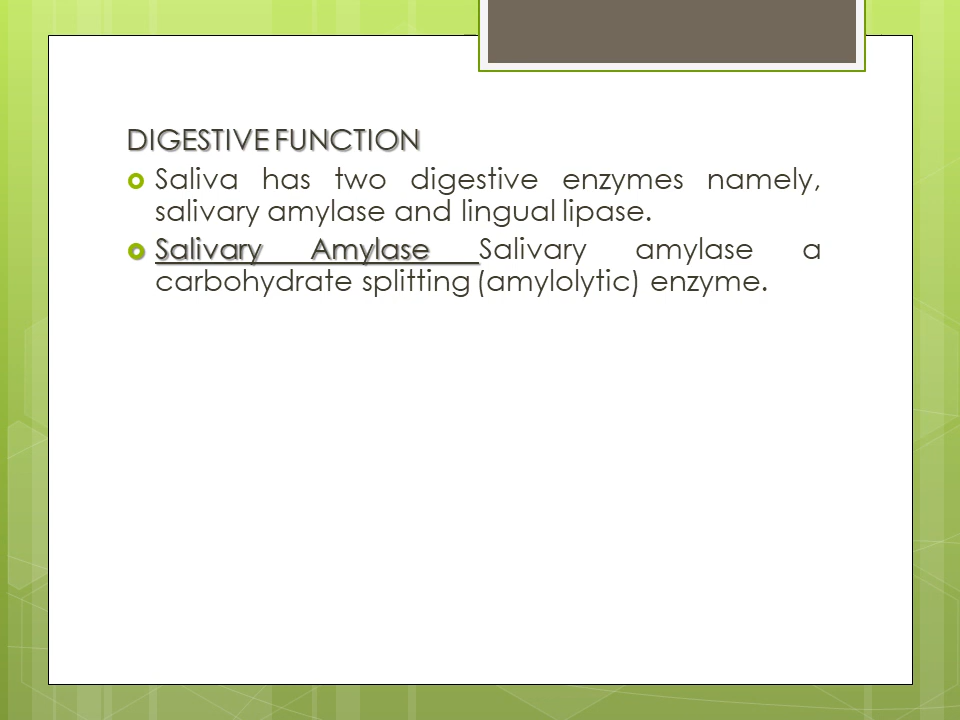 DIGESTIVE FUNCTION
Saliva has two digestive enzymes namely,
salivary amylase and lingual lipase.
Salivary Amylase Salivary amylase a
carbohydrate splitting (amylolytic) enzyme.